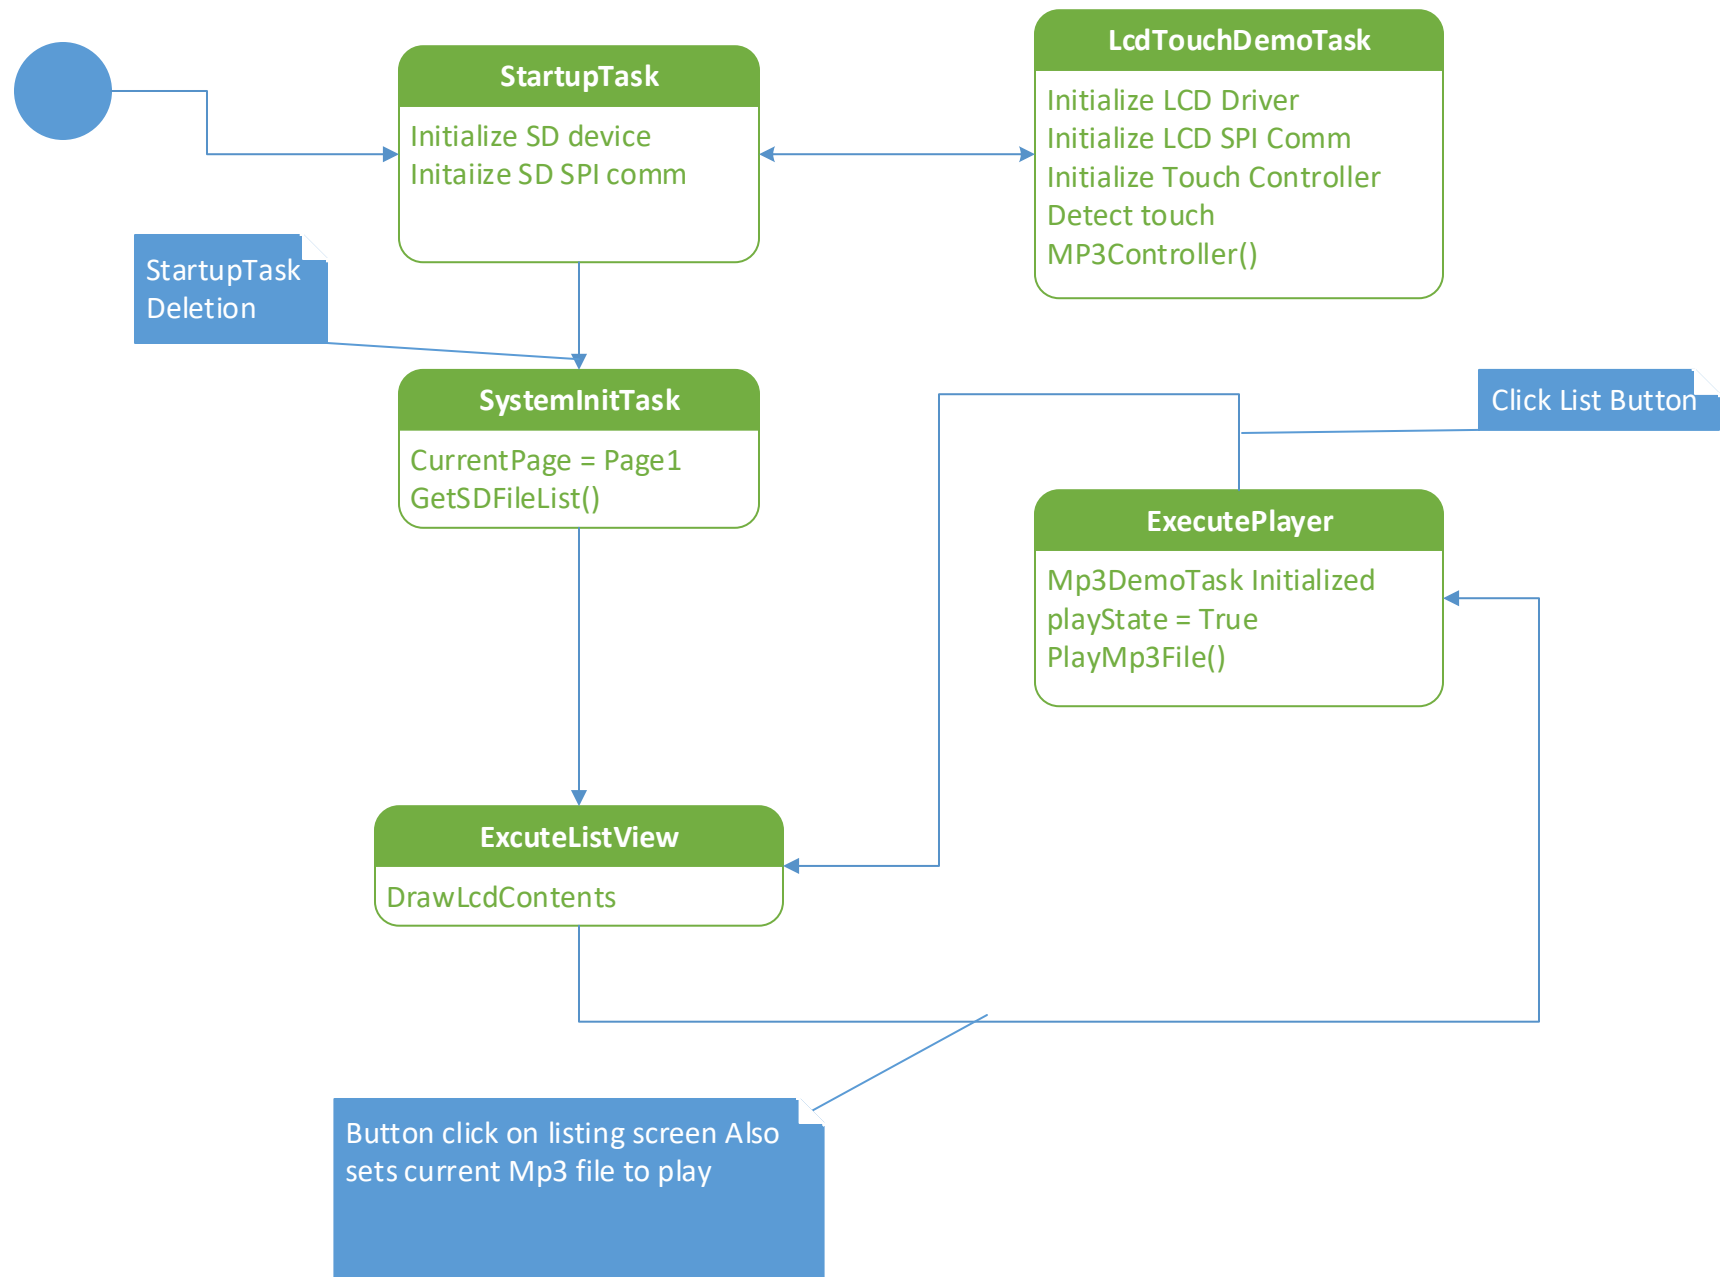 StartupTask
Initialize SD device
Initaiize SD SPI comm
LcdTouchDemoTask
Initialize LCD Driver
Initialize LCD SPI Comm
Initialize Touch Controller
Detect touch
MP3Controller()
StartupTask
Deletion
SystemInitTask
CurrentPage = Page1
GetSDFileList()
Click List Button
ExecutePlayer
Mp3DemoTask Initialized
playState = True
PlayMp3File()
ExcuteListView
DrawLcdContents
Button click on listing screen Also
sets current Mp3 file to play